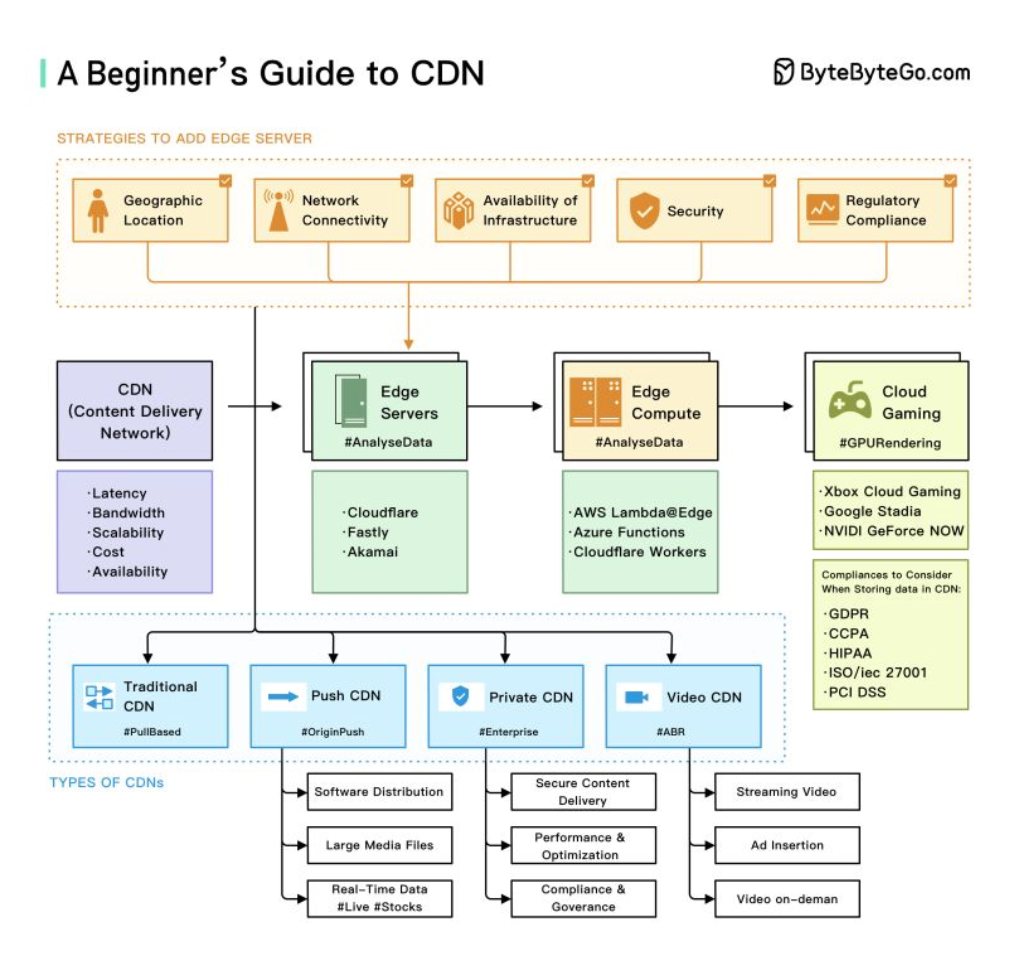 A Beginner's Guide to CDN
ByteByteGo.com
STRATEGIES TO ADD EDGE SERVER
Geographic
Location
Network
Connectivity
Availability of
Infrastructure
Security
Regulatory
Compliance
CDN
(Content Delivery
Network)
Edge
Servers
#AnalyseData
Edge
Compute
#AnalyseData
Cloud
Gaming
#GPURendering
·Latency
·Bandwidth
·Scalability
·Cost
·Availability
·Cloudflare
·Fastly
·Akamai
·AWS Lambda@Edge
·Azure Functions
·Cloudflare Workers
·Xbox Cloud Gaming
·Google Stadia
·NVIDI GeForce NOW
Compliances to Consider
When Storing data in CDN:
·GDPR
·CCPA
·HIPAA
·ISO/iec 27001
·PCI DSS
Traditional
CDN
#PullBased
Push CDN
#OriginPush
Private CDN
#Enterprise
Video CDN
#ABR
TYPES OF CDNs
Software Distribution
Large Media Files
Real-Time Data
#Live #Stocks
Secure Content
Delivery
Performance &
Optimization
Compliance &
Goverance
Streaming Video
Ad Insertion
Video on-deman